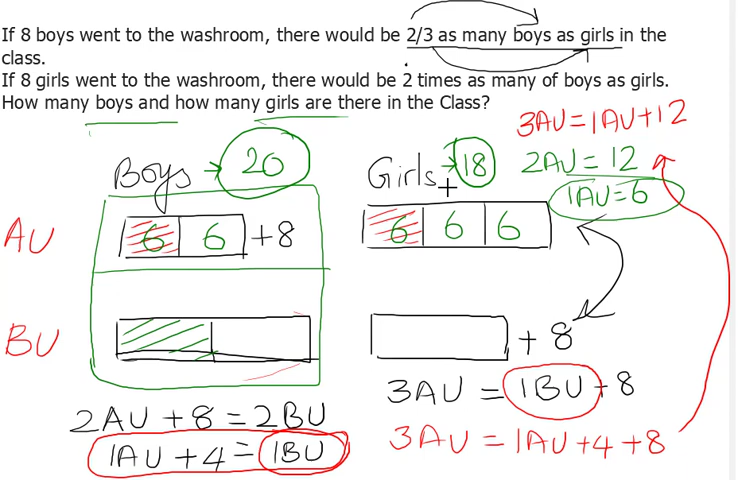 If 8 boys went to the washroom, there would be 2/3 as many boys as girls in the
class.
If 8 girls went to the washroom, there would be 2 times as many of boys as girls.
How many boys and how many girls are there in the Class?
3AU=1AU+12
Boys → 20
Girls → 18
2AU = 12
1AU=6
AU
6 6 +8
6 6 6
BU
+ 8
3AU = 1BU+8
2AU + 8 = 2BU
3AU = 1AU+4+8
1AU + 4 = 1BU